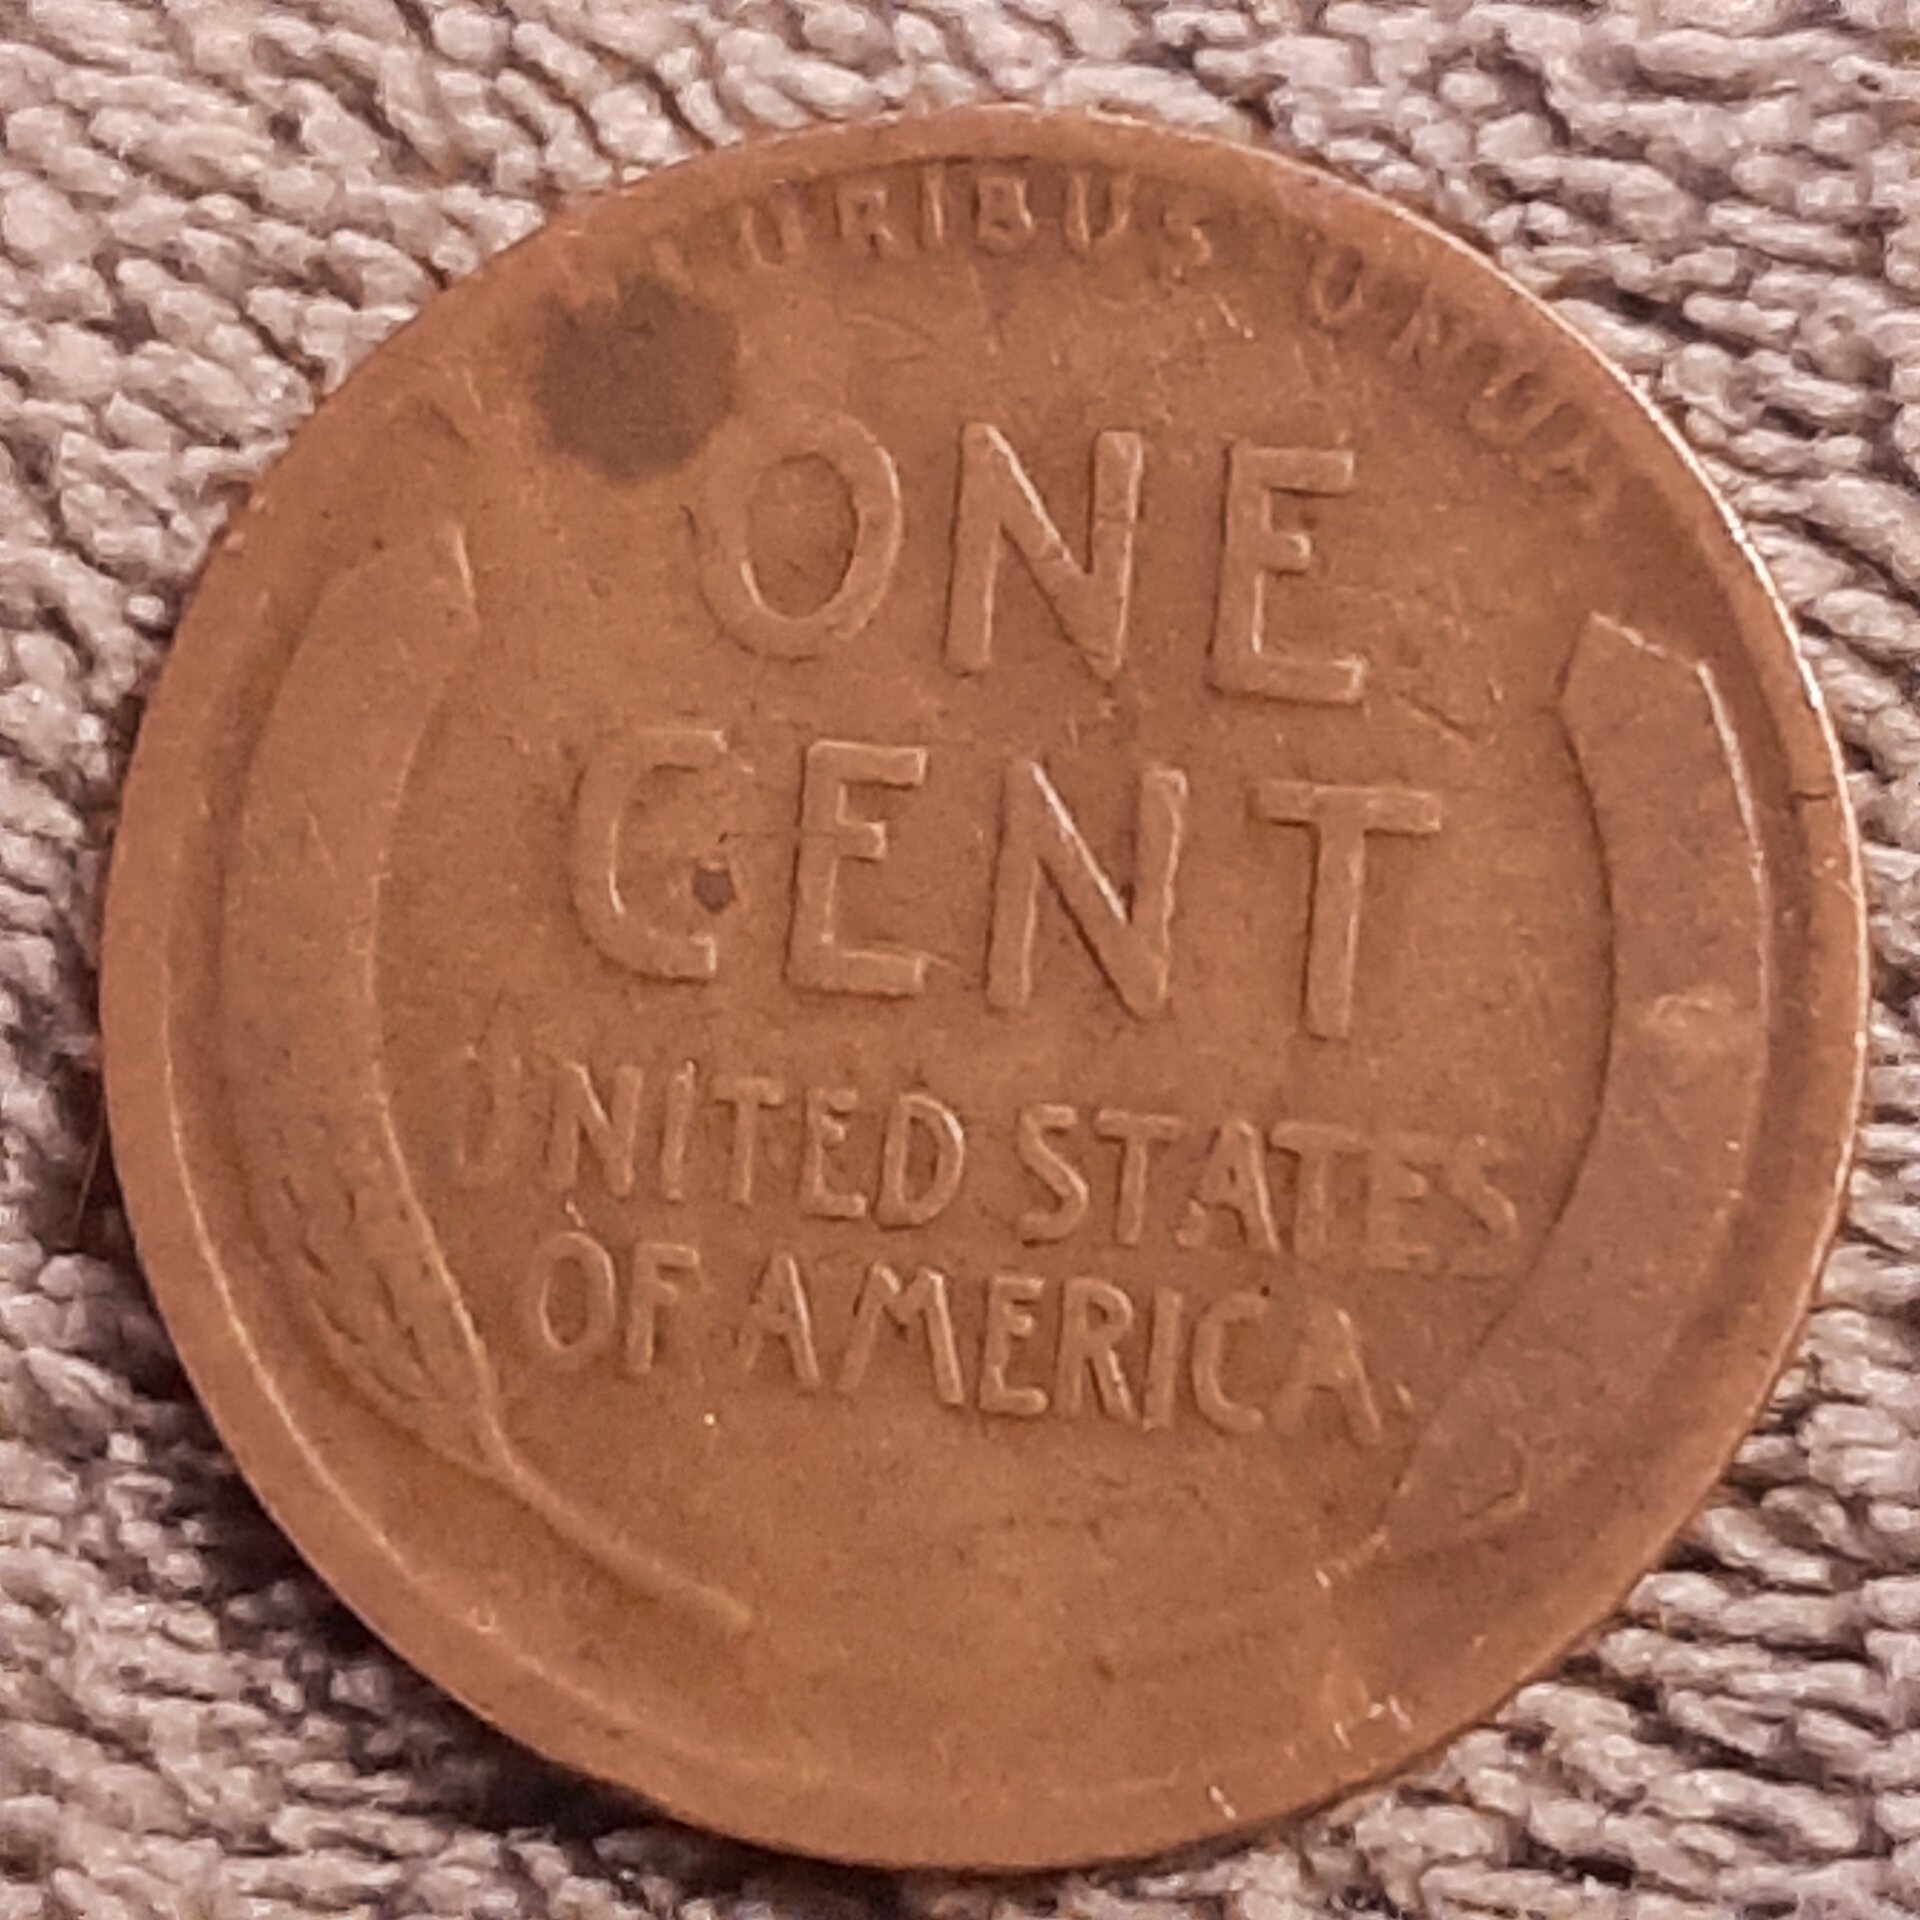 E PLURIBUS UNUM
ONE
CENT
UNITED STATES
OF AMERICA